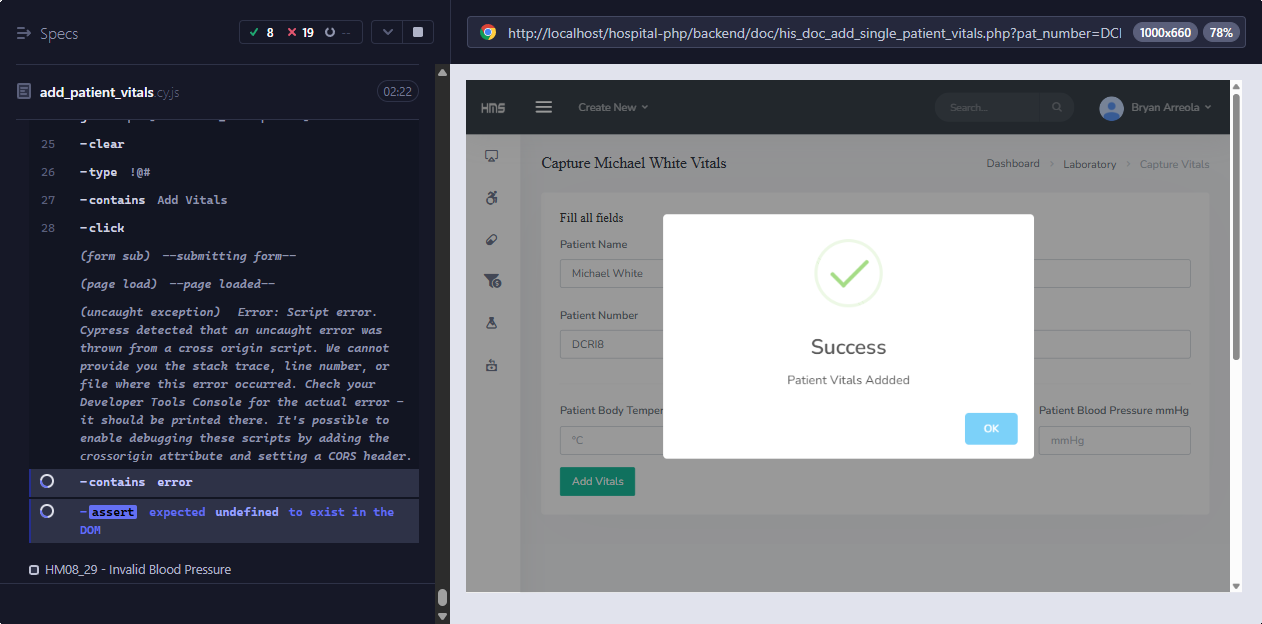 Specs
8 19 --
add_patient_vitals.cy.js
02:22
25 -clear
26 -type !@#
27 -contains Add Vitals
28 -click
(form sub) --submitting form--
(page load) --page loaded--
(uncaught exception) Error: Script error.
Cypress detected that an uncaught error was
thrown from a cross origin script. We cannot
provide you the stack trace, line number, or
file where this error occurred. Check your
Developer Tools Console for the actual error -
it should be printed there. It's possible to
enable debugging these scripts by adding the
crossorigin attribute and setting a CORS header.
-contains error
-assert expected undefined to exist in the
DOM
HM08_29 - Invalid Blood Pressure
http://localhost/hospital-php/backend/doc/his_doc_add_single_patient_vitals.php?pat_number=DCI
1000x660
78%
HMS
Create New
Search...
Bryan Arreola
Capture Michael White Vitals
Dashboard > Laboratory > Capture Vitals
Fill all fields
Patient Name
Michael White
Patient Number
DCRI8
Patient Body Temper
Patient Blood Pressure mmHg
°C
mmHg
Add Vitals
Success
Patient Vitals Addded
OK